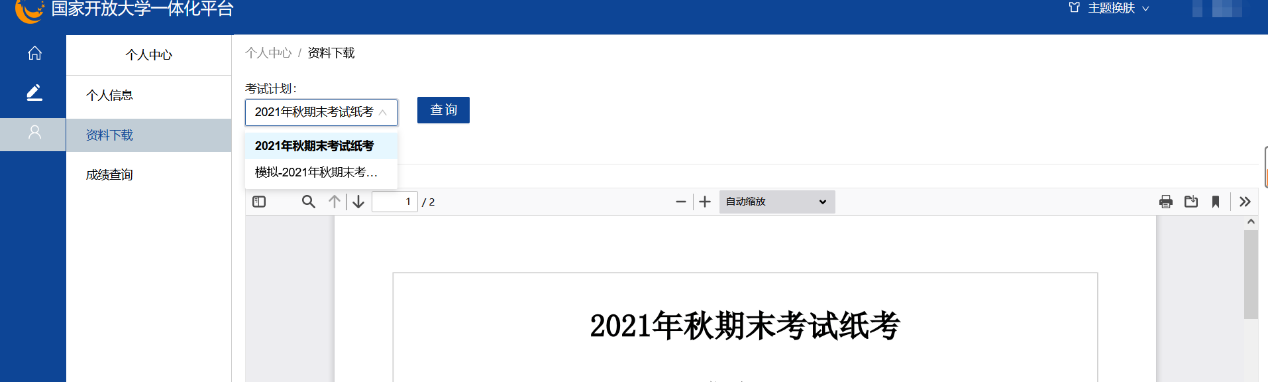 国家开放大学一体化平台
主题换肤
个人中心
个人信息
资料下载
成绩查询
个人中心 / 资料下载
考试计划：
2021年秋期末考试纸考
查询
2021年秋期末考试纸考
模拟-2021年秋期末考...
1 / 2
自动缩放
2021年秋期末考试纸考